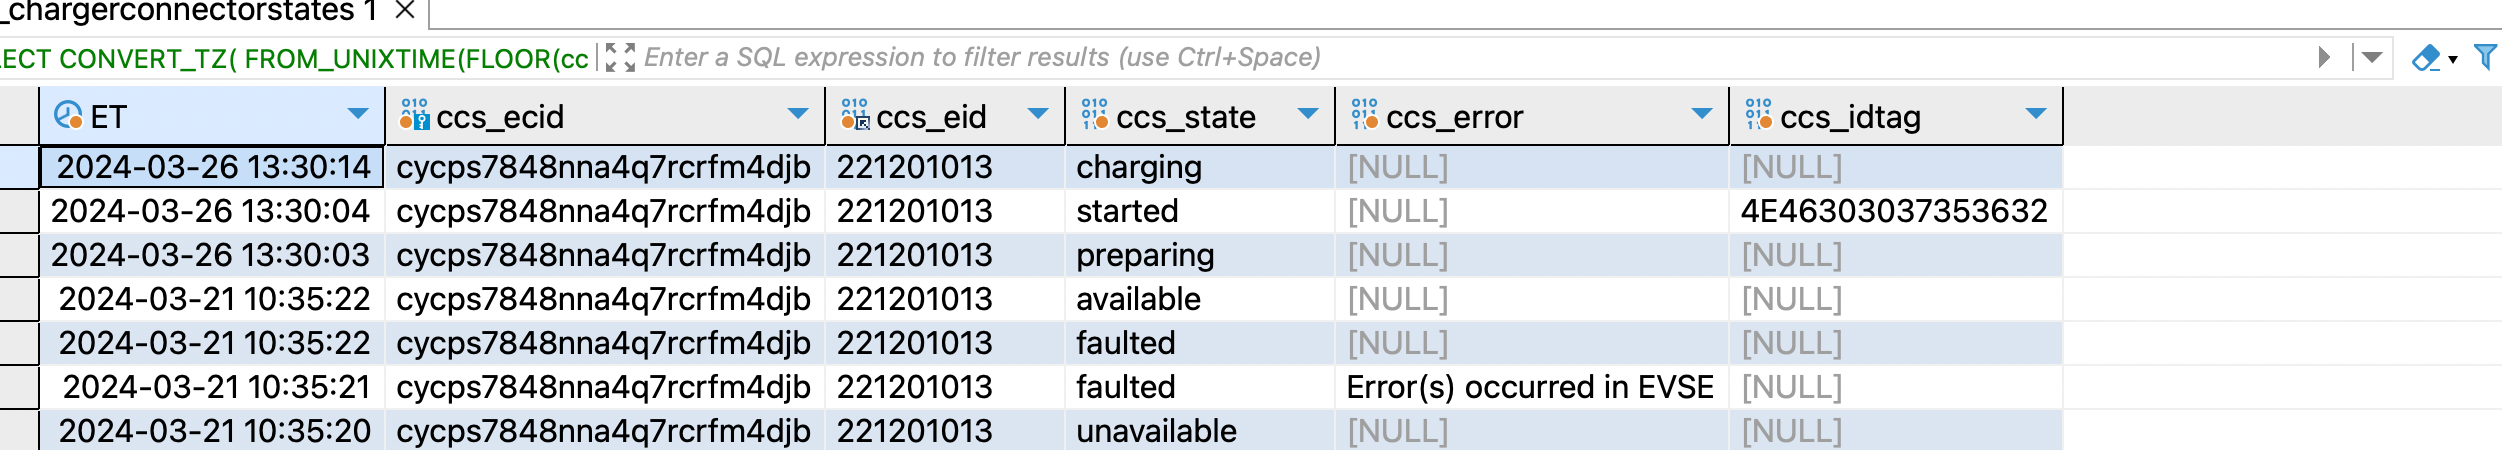 _chargerconnectorstates 1
LECT CONVERT_TZ( FROM_UNIXTIME(FLOOR(cc Enter a SQL expression to filter results (use Ctrl+Space)
ET ccs_ecid ccs_eid ccs_state ccs_error ccs_idtag
2024-03-26 13:30:14 cycps7848nna4q7rcrfm4djb 221201013 charging [NULL] [NULL]
2024-03-26 13:30:04 cycps7848nna4q7rcrfm4djb 221201013 started [NULL] 4E46303037353632
2024-03-26 13:30:03 cycps7848nna4q7rcrfm4djb 221201013 preparing [NULL] [NULL]
2024-03-21 10:35:22 cycps7848nna4q7rcrfm4djb 221201013 available [NULL] [NULL]
2024-03-21 10:35:22 cycps7848nna4q7rcrfm4djb 221201013 faulted [NULL] [NULL]
2024-03-21 10:35:21 cycps7848nna4q7rcrfm4djb 221201013 faulted Error(s) occurred in EVSE [NULL]
2024-03-21 10:35:20 cycps7848nna4q7rcrfm4djb 221201013 unavailable [NULL] [NULL]